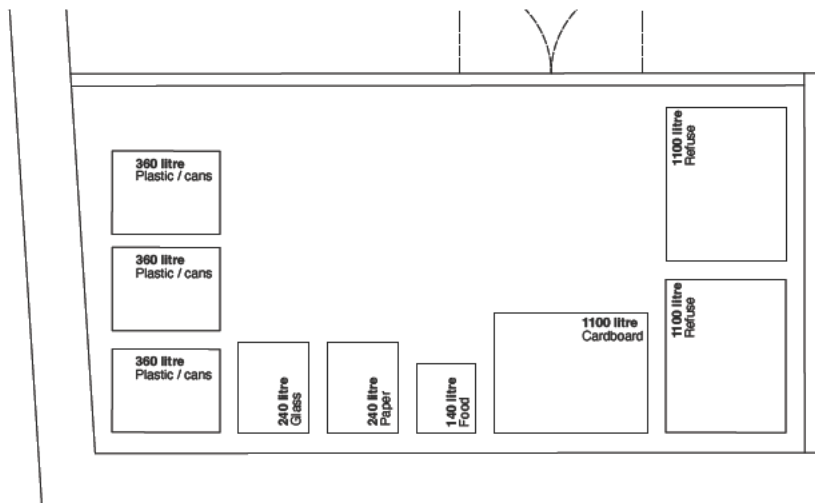 360 litre
Plastic / cans
360 litre
Plastic / cans
360 litre
Plastic / cans
240 litre
Glass
240 litre
Paper
140 litre
Food
1100 litre
Cardboard
1100 litre
Refuse
1100 litre
Refuse